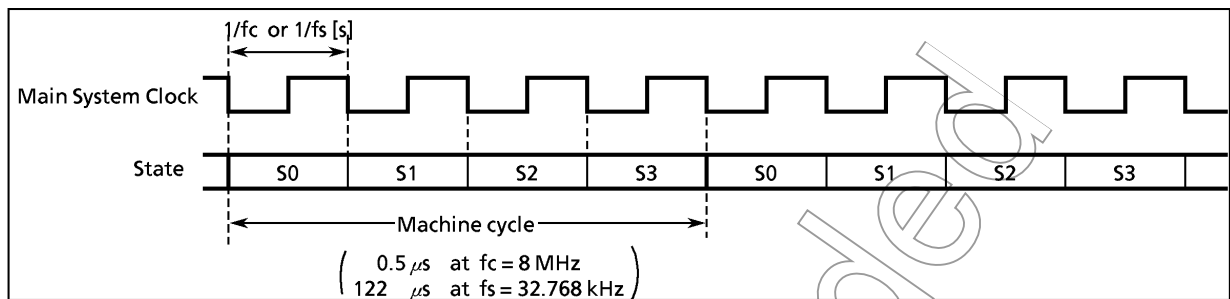 1/fc or 1/fs [s]
Main System Clock
State S0 S1 S2 S3 S0 S1 S2 S3
Machine cycle
0.5 μs at fc = 8 MHz
122 μs at fs = 32.768 kHz
ded